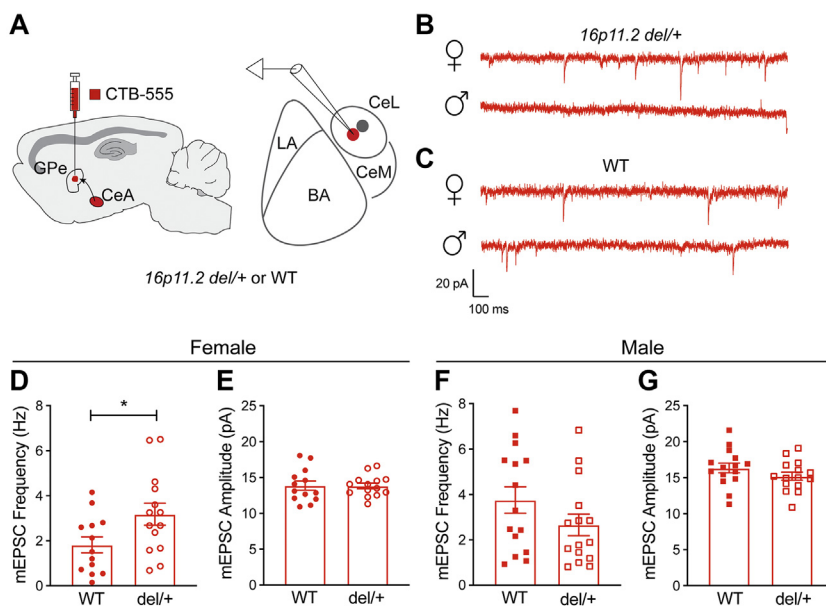 A
CTB-555
GPe
CeA
LA
BA
CeL
CeM
16p11.2 del/+ or WT
B
16p11.2 del/+
♀
♂
C
WT
♀
♂
20 pA
100 ms
Female
D
mEPSC Frequency (Hz)
8
6
4
2
0
*
WT del/+
E
mEPSC Amplitude (pA)
25
20
15
10
5
0
WT del/+
Male
F
mEPSC Frequency (Hz)
8
6
4
2
0
WT del/+
G
mEPSC Amplitude (pA)
25
20
15
10
5
0
WT del/+